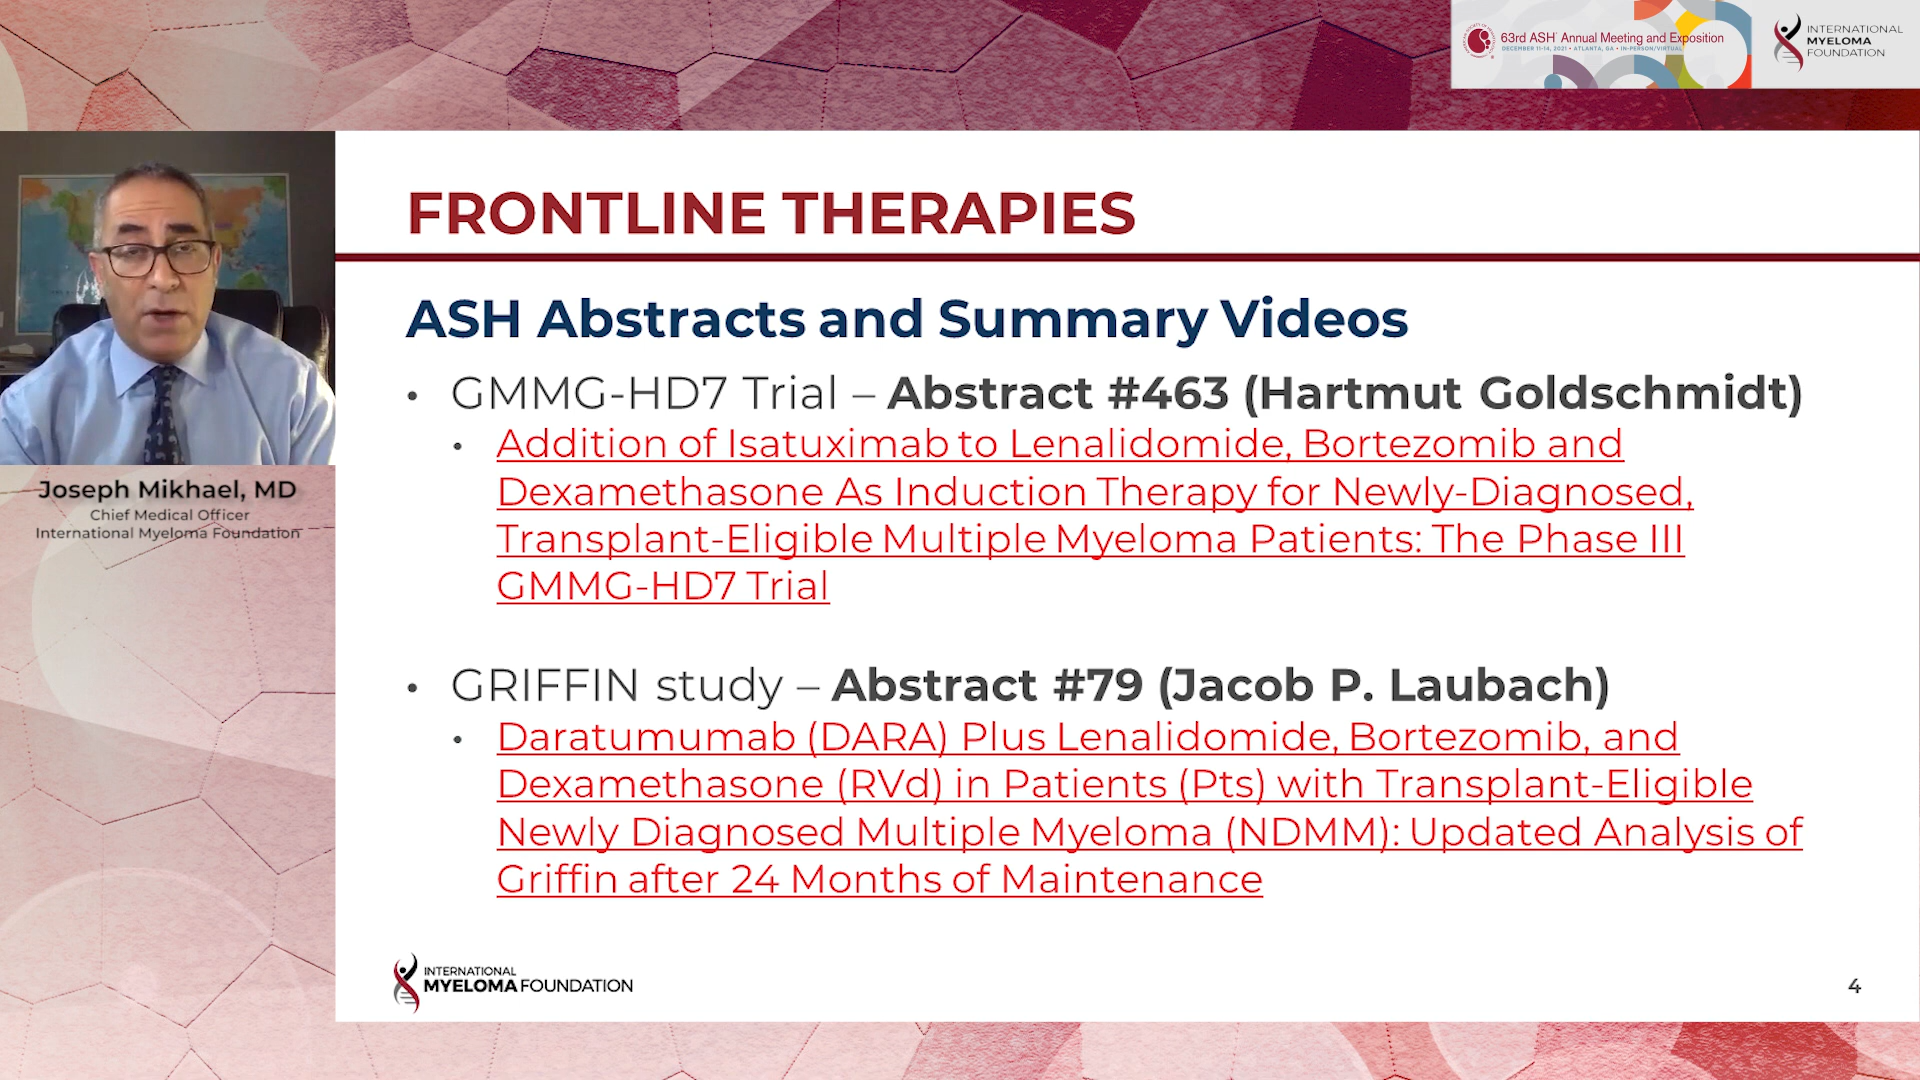 63rd ASH® Annual Meeting and Exposition
DECEMBER 11-14, 2021 • ATLANTA, GA • IN-PERSON/VIRTUAL
INTERNATIONAL
MYELOMA
FOUNDATION
FRONTLINE THERAPIES
ASH Abstracts and Summary Videos
• GMMG-HD7 Trial – Abstract #463 (Hartmut Goldschmidt)
• Addition of Isatuximab to Lenalidomide, Bortezomib and
Dexamethasone As Induction Therapy for Newly-Diagnosed,
Transplant-Eligible Multiple Myeloma Patients: The Phase III
GMMG-HD7 Trial
• GRIFFIN study – Abstract #79 (Jacob P. Laubach)
• Daratumumab (DARA) Plus Lenalidomide, Bortezomib, and
Dexamethasone (RVd) in Patients (Pts) with Transplant-Eligible
Newly Diagnosed Multiple Myeloma (NDMM): Updated Analysis of
Griffin after 24 Months of Maintenance
Joseph Mikhael, MD
Chief Medical Officer
International Myeloma Foundation
INTERNATIONAL
MYELOMA FOUNDATION
4